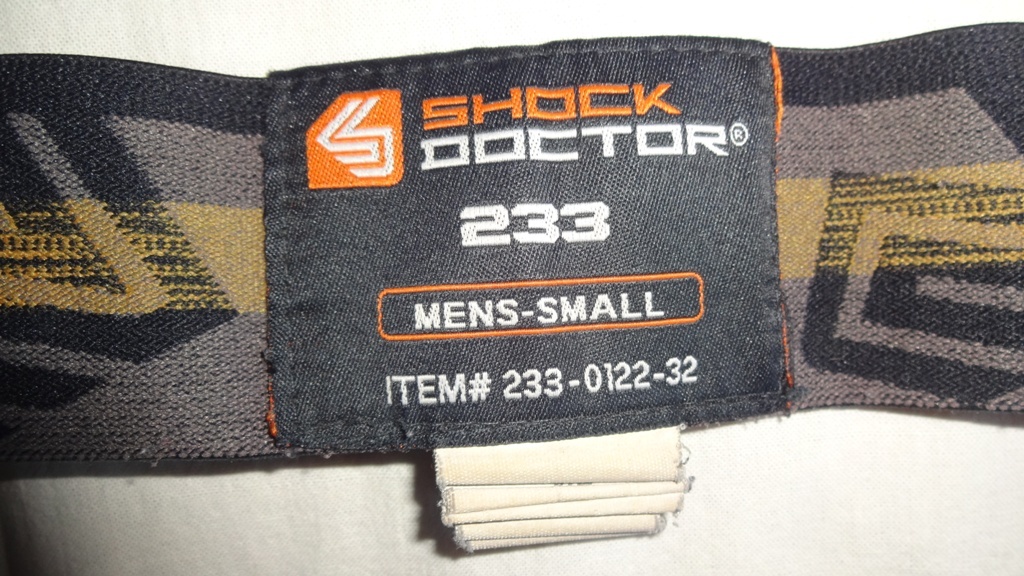 SHOCK
DOCTOR®
233
MENS-SMALL
ITEM# 233-0122-32